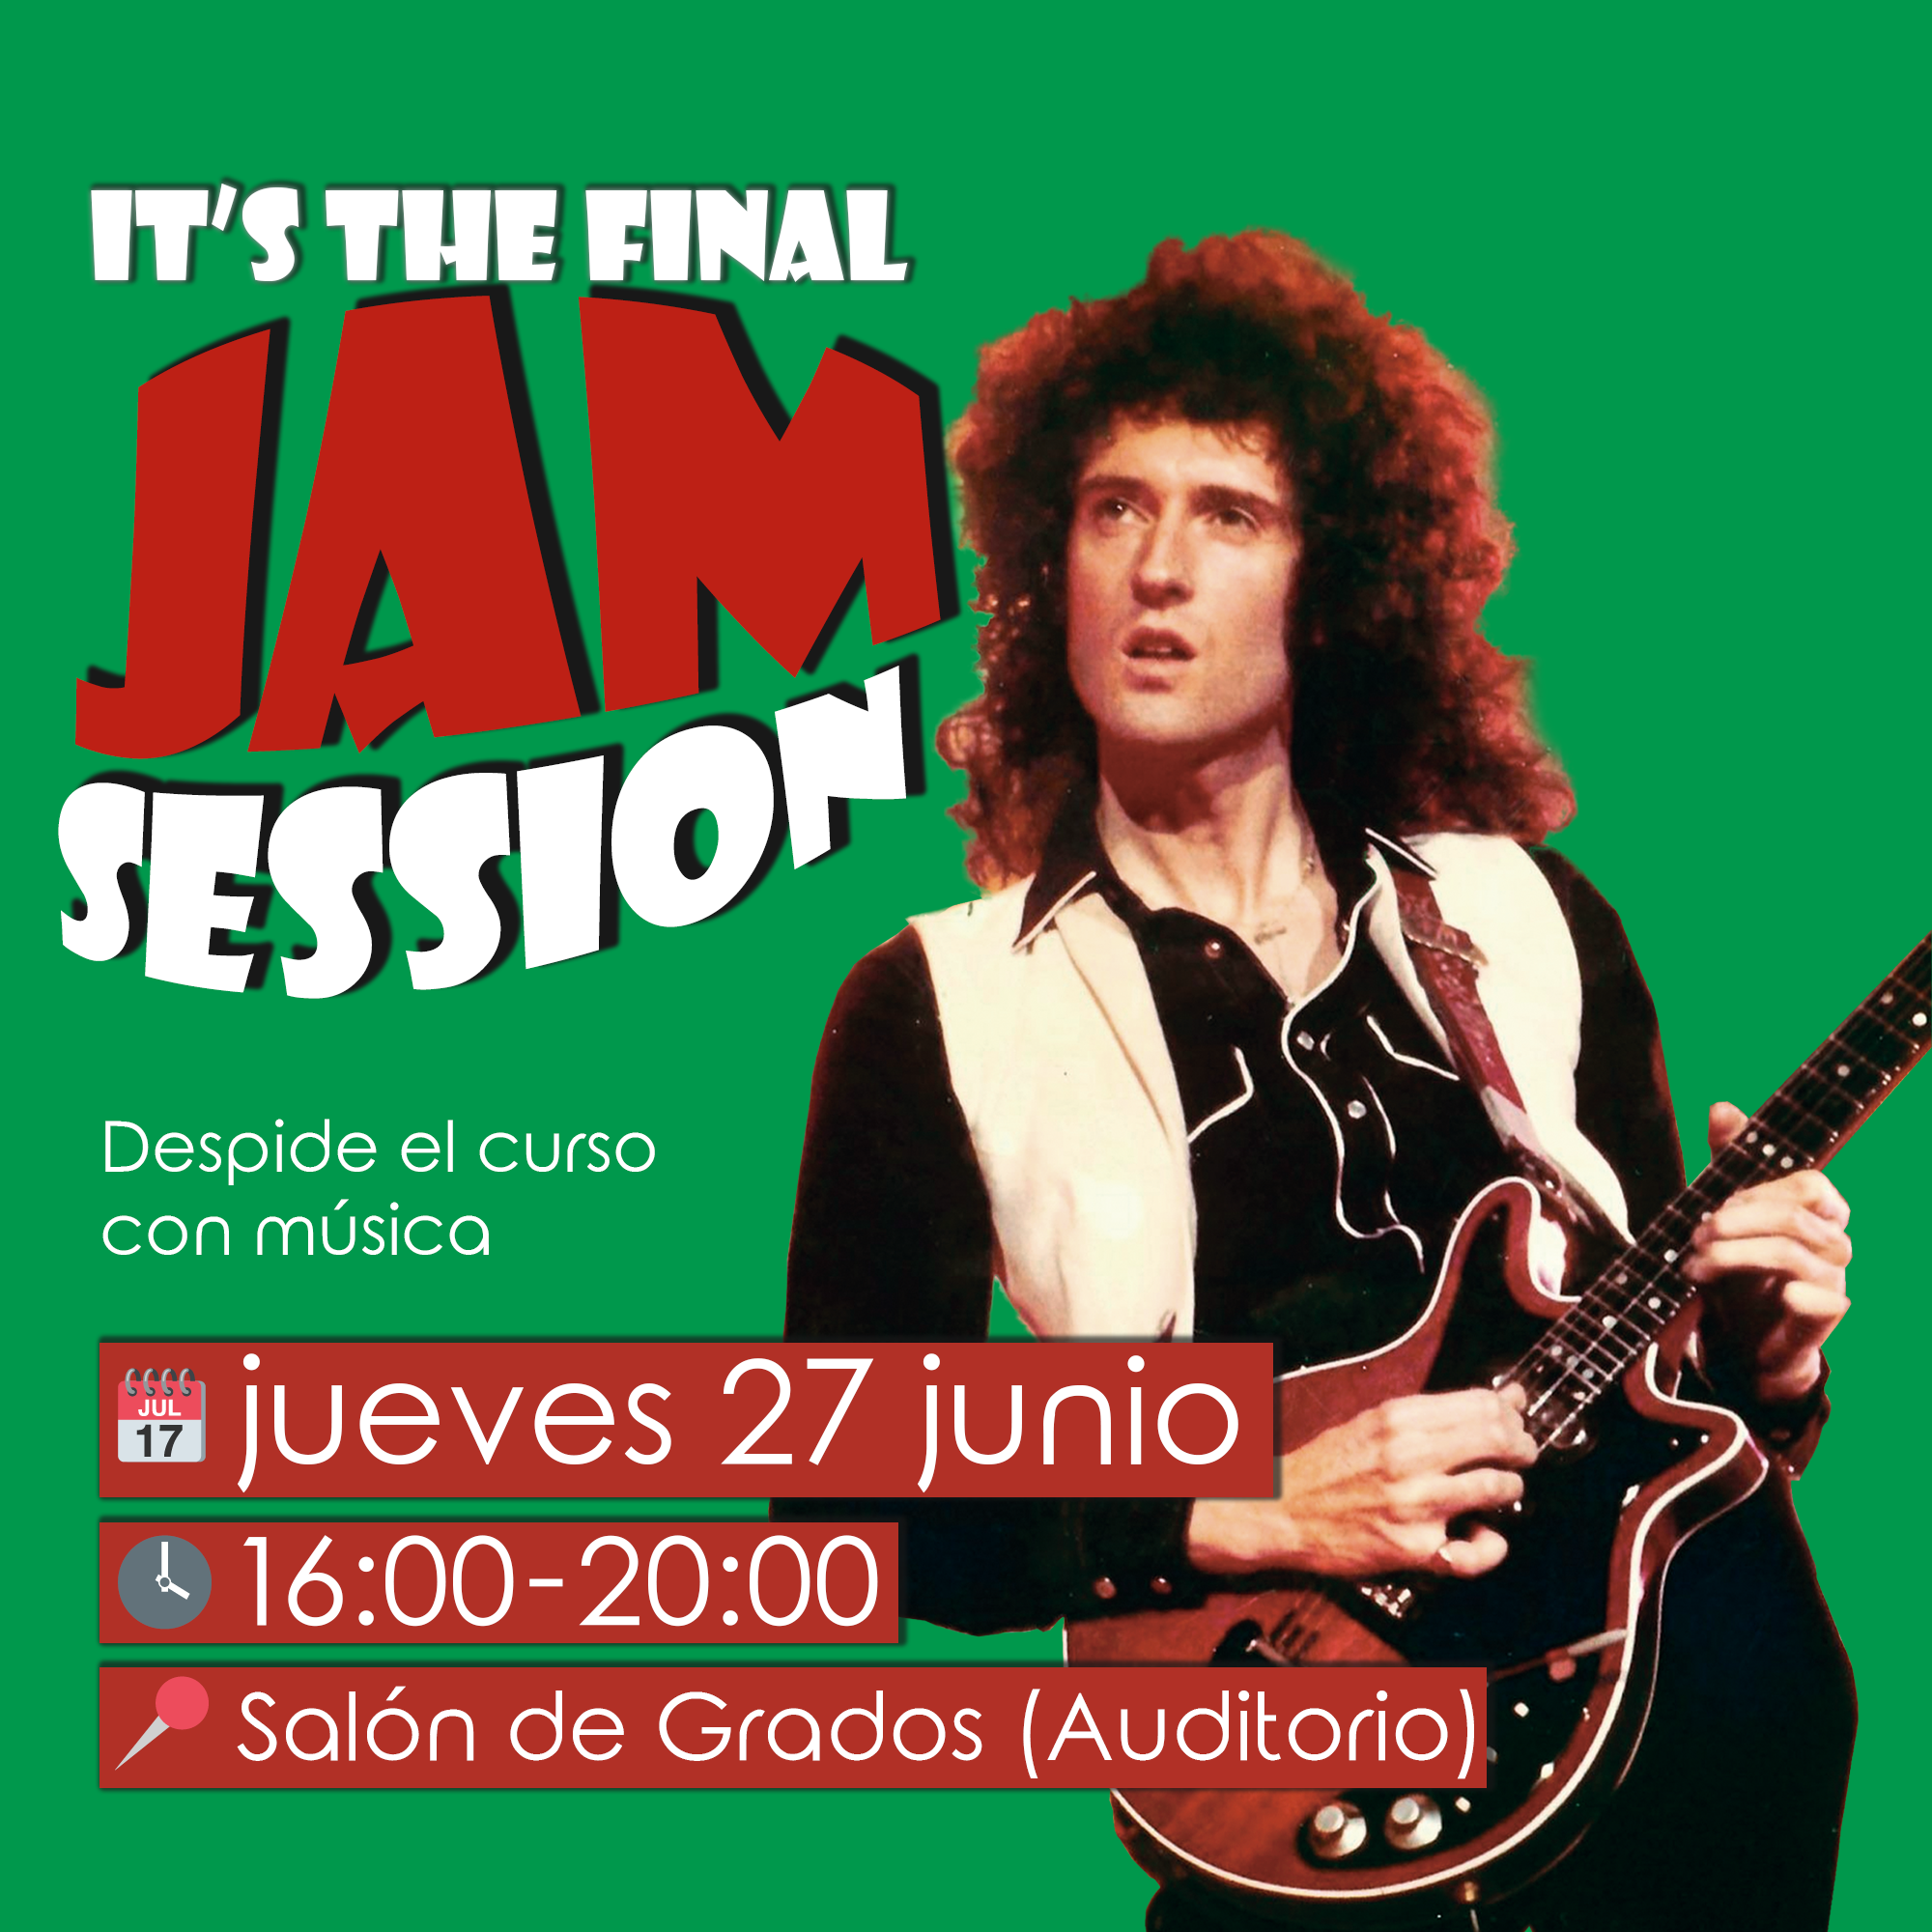 IT'S THE FINAL
JAM
SESSION
Despide el curso
con música
JUL
17
jueves 27 junio
16:00-20:00
Salón de Grados (Auditorio)